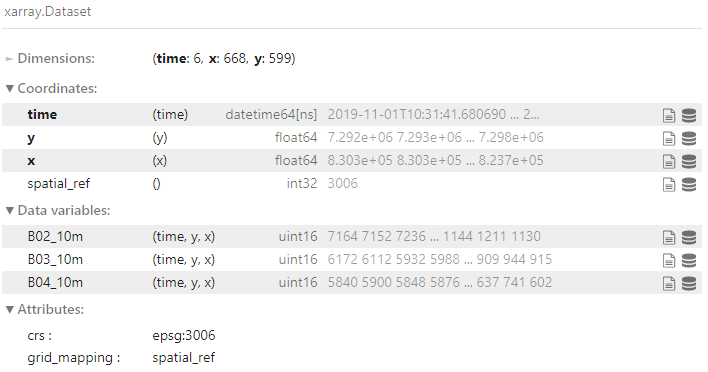 xarray.Dataset
► Dimensions: (time: 6, x: 668, y: 599)
▼ Coordinates:
time (time) datetime64[ns] 2019-11-01T10:31:41.680690 ... 2...
y (y) float64 7.292e+06 7.293e+06 ... 7.298e+06
x (x) float64 8.303e+05 8.303e+05 ... 8.237e+05
spatial_ref () int32 3006
▼ Data variables:
B02_10m (time, y, x) uint16 7164 7152 7236 ... 1144 1211 1130
B03_10m (time, y, x) uint16 6172 6112 5932 5988 ... 909 944 915
B04_10m (time, y, x) uint16 5840 5900 5848 5876 ... 637 741 602
▼ Attributes:
crs : epsg:3006
grid_mapping : spatial_ref